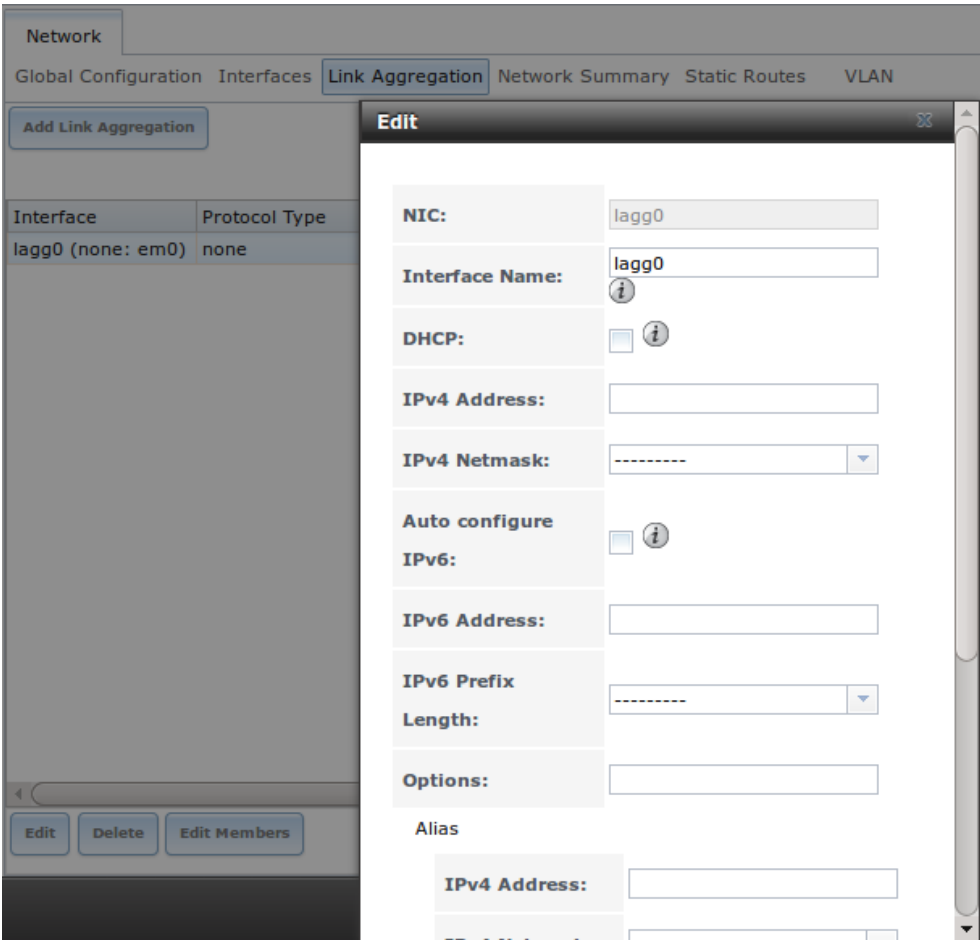 Network
Global Configuration Interfaces Link Aggregation Network Summary Static Routes VLAN
Add Link Aggregation
Interface Protocol Type
lagg0 (none: em0) none
Edit Delete Edit Members
Edit
NIC: lagg0
Interface Name: lagg0
DHCP:
IPv4 Address:
IPv4 Netmask: ---------
Auto configure
IPv6:
IPv6 Address:
IPv6 Prefix
Length: ---------
Options:
Alias
IPv4 Address: